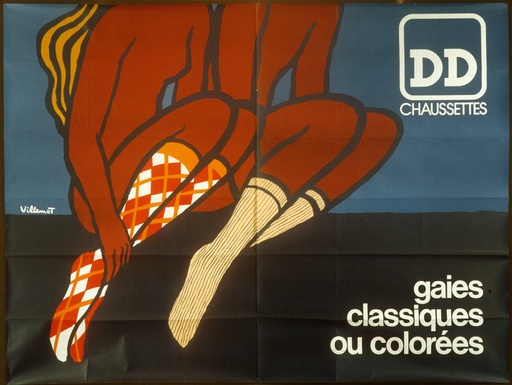 DD
CHAUSSETTES
Villemot
gaies
classiques
ou colorées